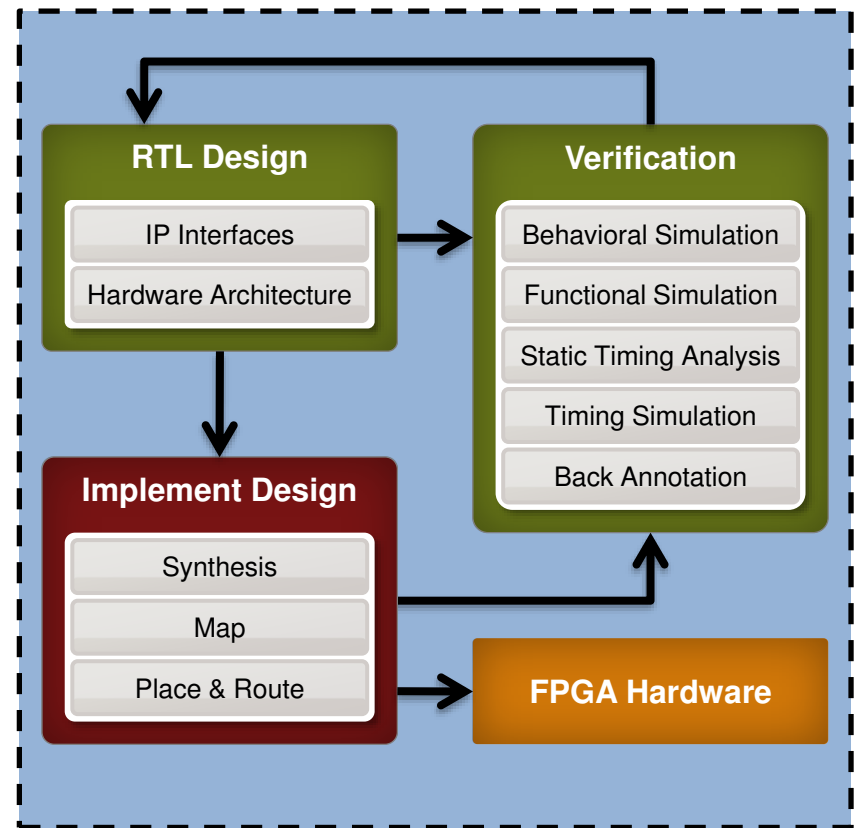 RTL Design
IP Interfaces
Hardware Architecture
Verification
Behavioral Simulation
Functional Simulation
Static Timing Analysis
Timing Simulation
Back Annotation
Implement Design
Synthesis
Map
Place & Route
FPGA Hardware